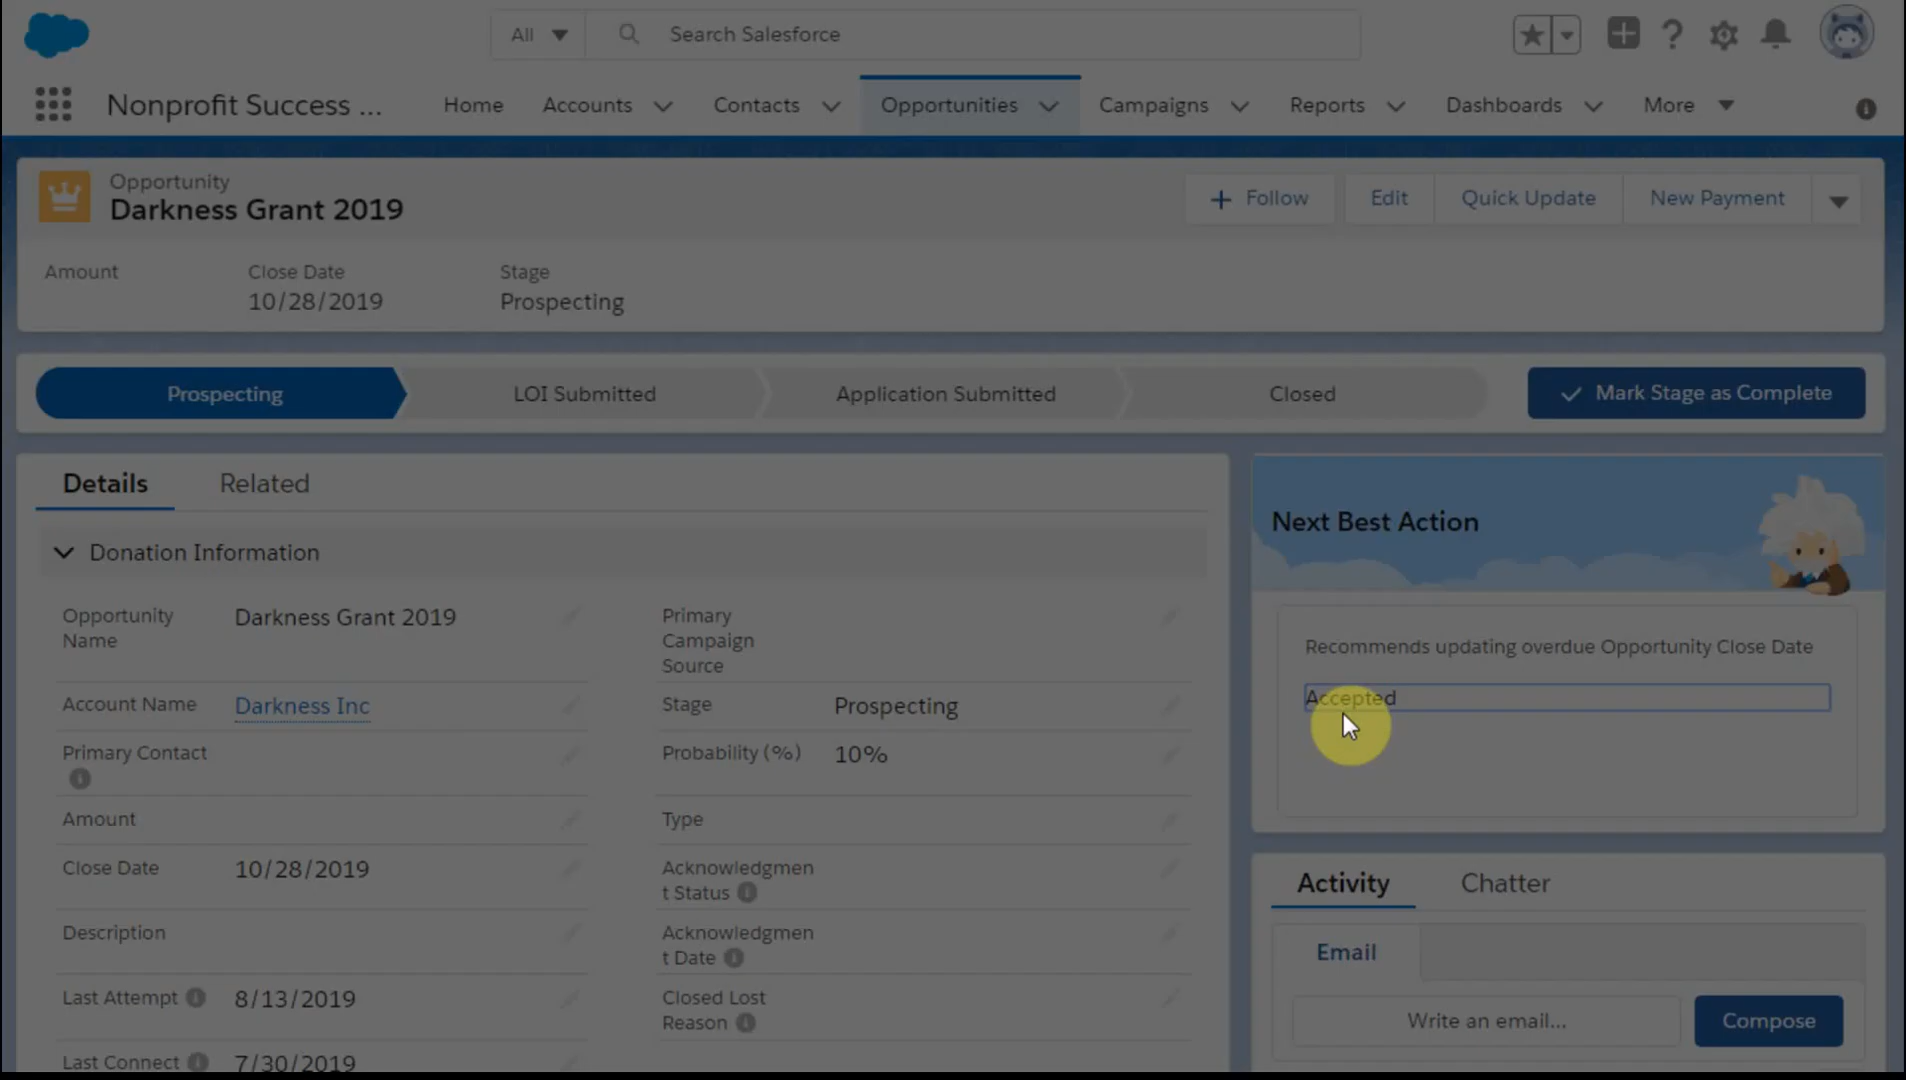 All
Search Salesforce
Nonprofit Success ...
Home
Accounts
Contacts
Opportunities
Campaigns
Reports
Dashboards
More
Opportunity
Darkness Grant 2019
Follow
Edit
Quick Update
New Payment
Amount
Close Date
10/28/2019
Stage
Prospecting
Prospecting
LOI Submitted
Application Submitted
Closed
Mark Stage as Complete
Details
Related
Donation Information
Opportunity
Name
Darkness Grant 2019
Primary
Campaign
Source
Account Name
Darkness Inc
Stage
Prospecting
Primary Contact
Probability (%)
10%
Amount
Type
Close Date
10/28/2019
Acknowledgmen
t Status
Description
Acknowledgmen
t Date
Last Attempt
8/13/2019
Closed Lost
Reason
Last Connect
7/30/2019
Next Best Action
Recommends updating overdue Opportunity Close Date
Accepted
Activity
Chatter
Email
Write an email...
Compose